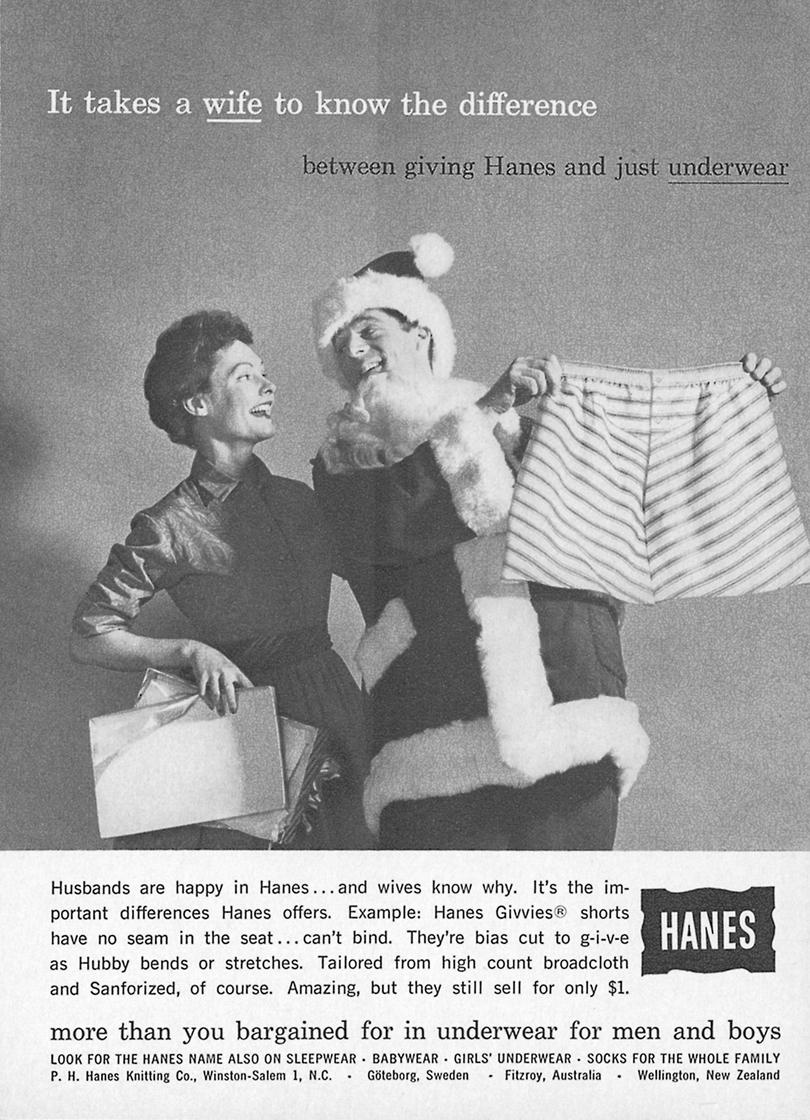 It takes a wife to know the difference
between giving Hanes and just underwear
Husbands are happy in Hanes...and wives know why. It's the im-
portant differences Hanes offers. Example: Hanes Givvies® shorts
have no seam in the seat...can't bind. They're bias cut to g-i-v-e
as Hubby bends or stretches. Tailored from high count broadcloth
and Sanforized, of course. Amazing, but they still sell for only $1.
HANES
more than you bargained for in underwear for men and boys
LOOK FOR THE HANES NAME ALSO ON SLEEPWEAR · BABYWEAR · GIRLS' UNDERWEAR · SOCKS FOR THE WHOLE FAMILY
P. H. Hanes Knitting Co., Winston-Salem 1, N.C. · Göteborg, Sweden · Fitzroy, Australia · Wellington, New Zealand